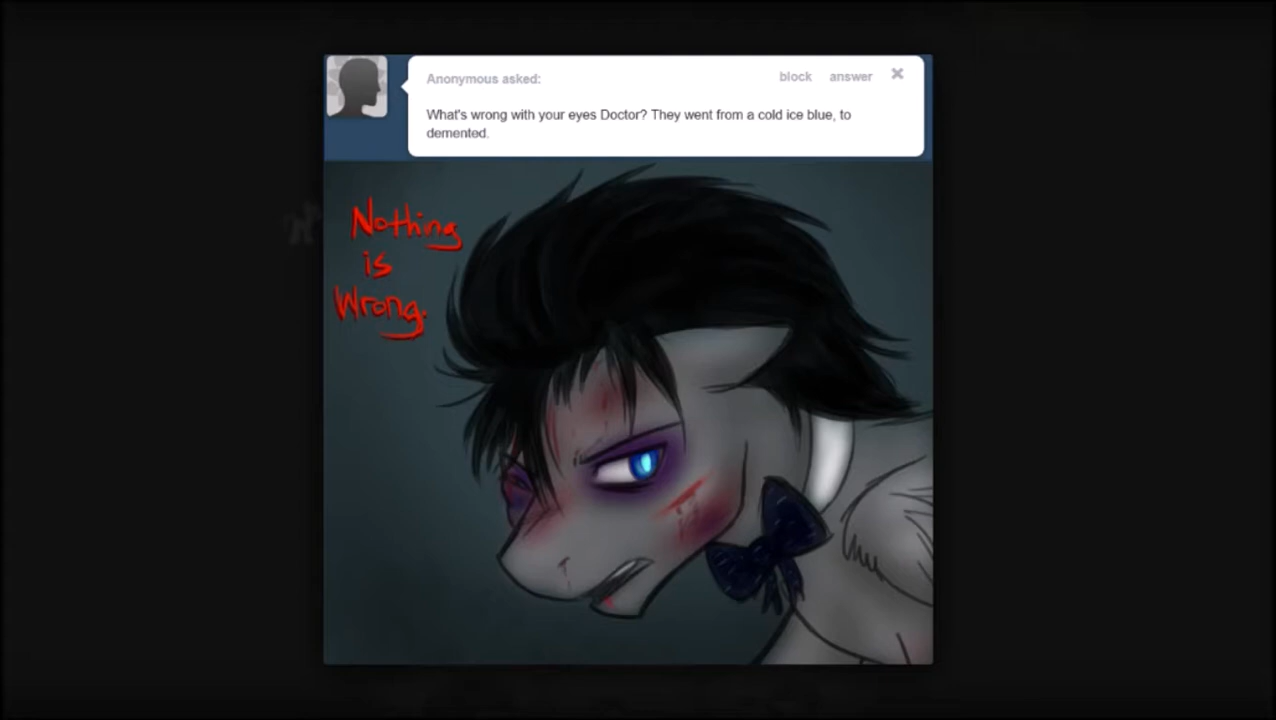 Anonymous asked:
block answer
What's wrong with your eyes Doctor? They went from a cold ice blue, to
demented.
Nothing
is
Wrong.